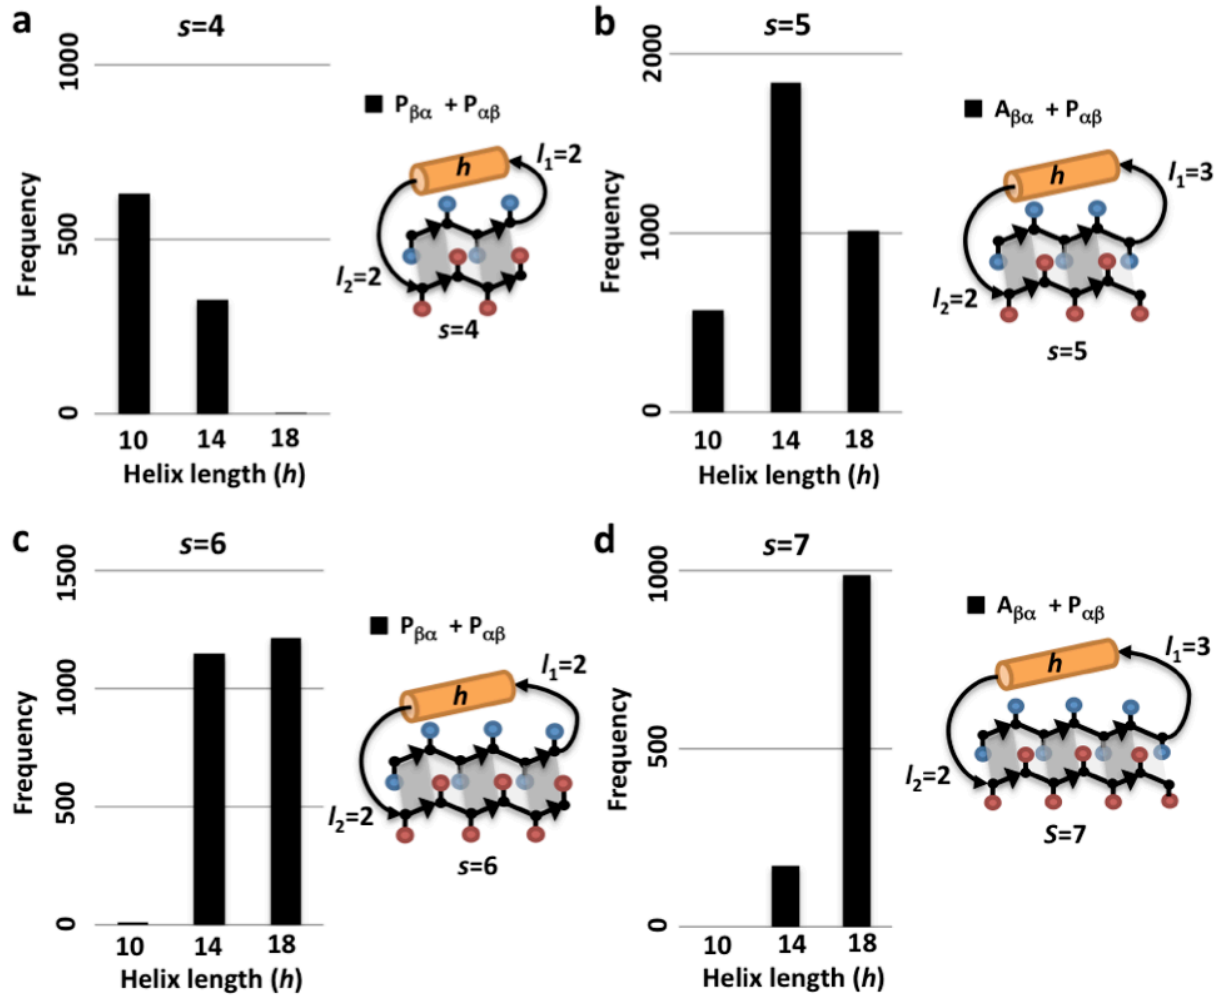 a
s=4
1000
500
0
Frequency
10 14 18
Helix length (h)
Pβα + Pαβ
h
l1=2
l2=2
s=4
b
s=5
2000
1000
0
Frequency
10 14 18
Helix length (h)
Aβα + Pαβ
h
l1=3
l2=2
s=5
c
s=6
1500
1000
500
0
Frequency
10 14 18
Helix length (h)
Pβα + Pαβ
h
l1=2
l2=2
s=6
d
s=7
1000
500
0
Frequency
10 14 18
Helix length (h)
Aβα + Pαβ
h
l1=3
l2=2
S=7